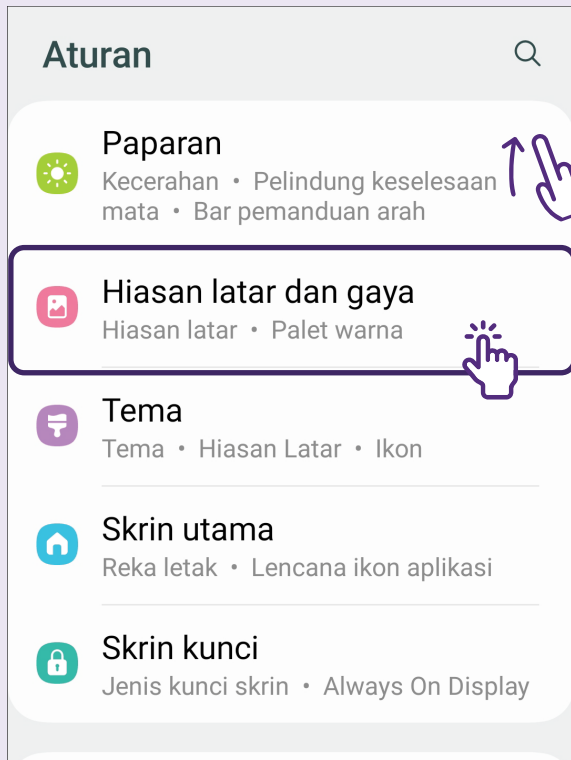 Aturan
Paparan
Kecerahan • Pelindung keselesaan
mata • Bar pemanduan arah
Hiasan latar dan gaya
Hiasan latar • Palet warna
Tema
Tema • Hiasan Latar • Ikon
Skrin utama
Reka letak • Lencana ikon aplikasi
Skrin kunci
Jenis kunci skrin • Always On Display